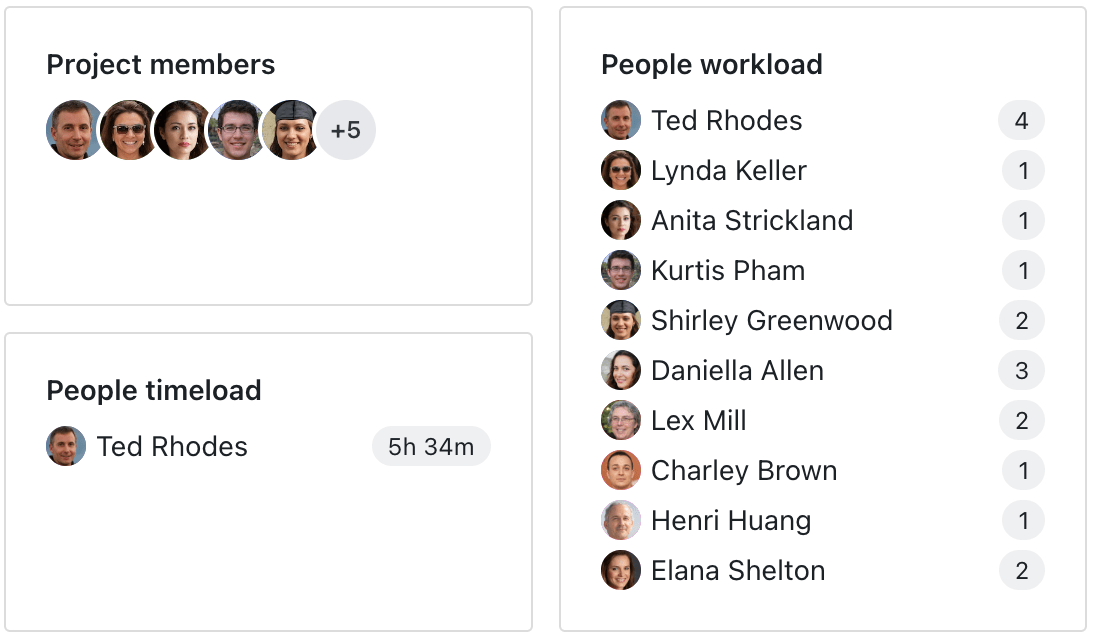 Project members
+5
People timeload
Ted Rhodes 5h 34m
People workload
Ted Rhodes 4
Lynda Keller 1
Anita Strickland 1
Kurtis Pham 1
Shirley Greenwood 2
Daniella Allen 3
Lex Mill 2
Charley Brown 1
Henri Huang 1
Elana Shelton 2